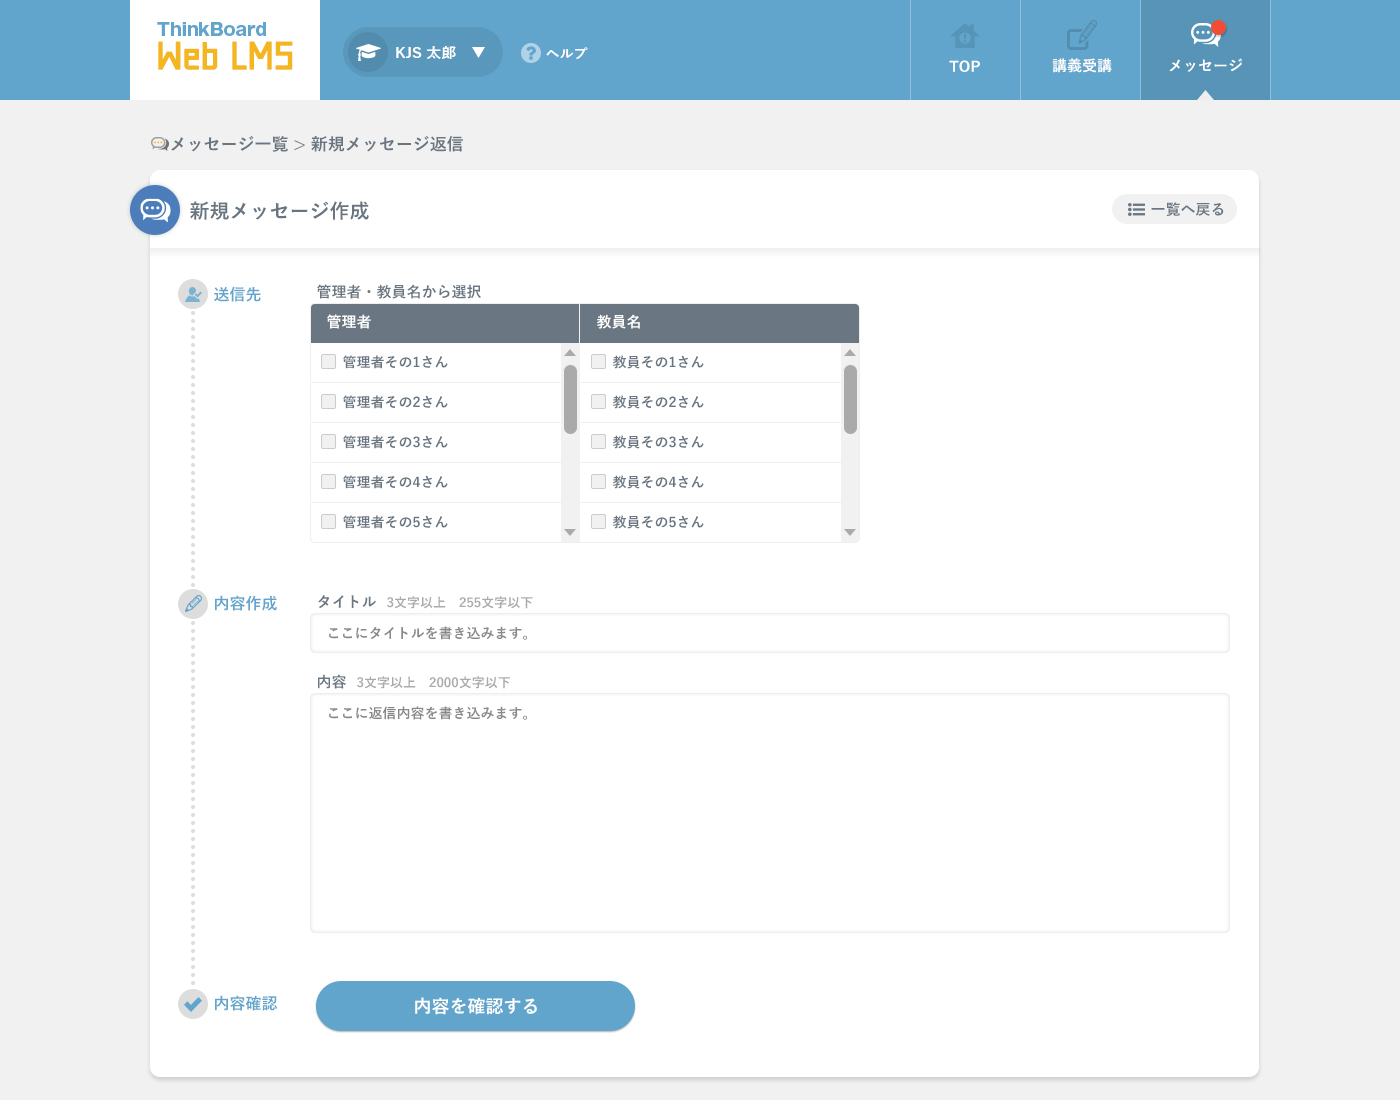 ThinkBoard
Web LMS
KJS 太郎 ▼
ヘルプ
TOP
講義受講
メッセージ
メッセージ一覧 > 新規メッセージ返信
新規メッセージ作成
一覧へ戻る
送信先
管理者・教員名から選択
管理者 教員名
管理者その1さん 教員その1さん
管理者その2さん 教員その2さん
管理者その3さん 教員その3さん
管理者その4さん 教員その4さん
管理者その5さん 教員その5さん
内容作成
タイトル 3文字以上 255文字以下
ここにタイトルを書き込みます。
内容 3文字以上 2000文字以下
ここに返信内容を書き込みます。
内容確認
内容を確認する